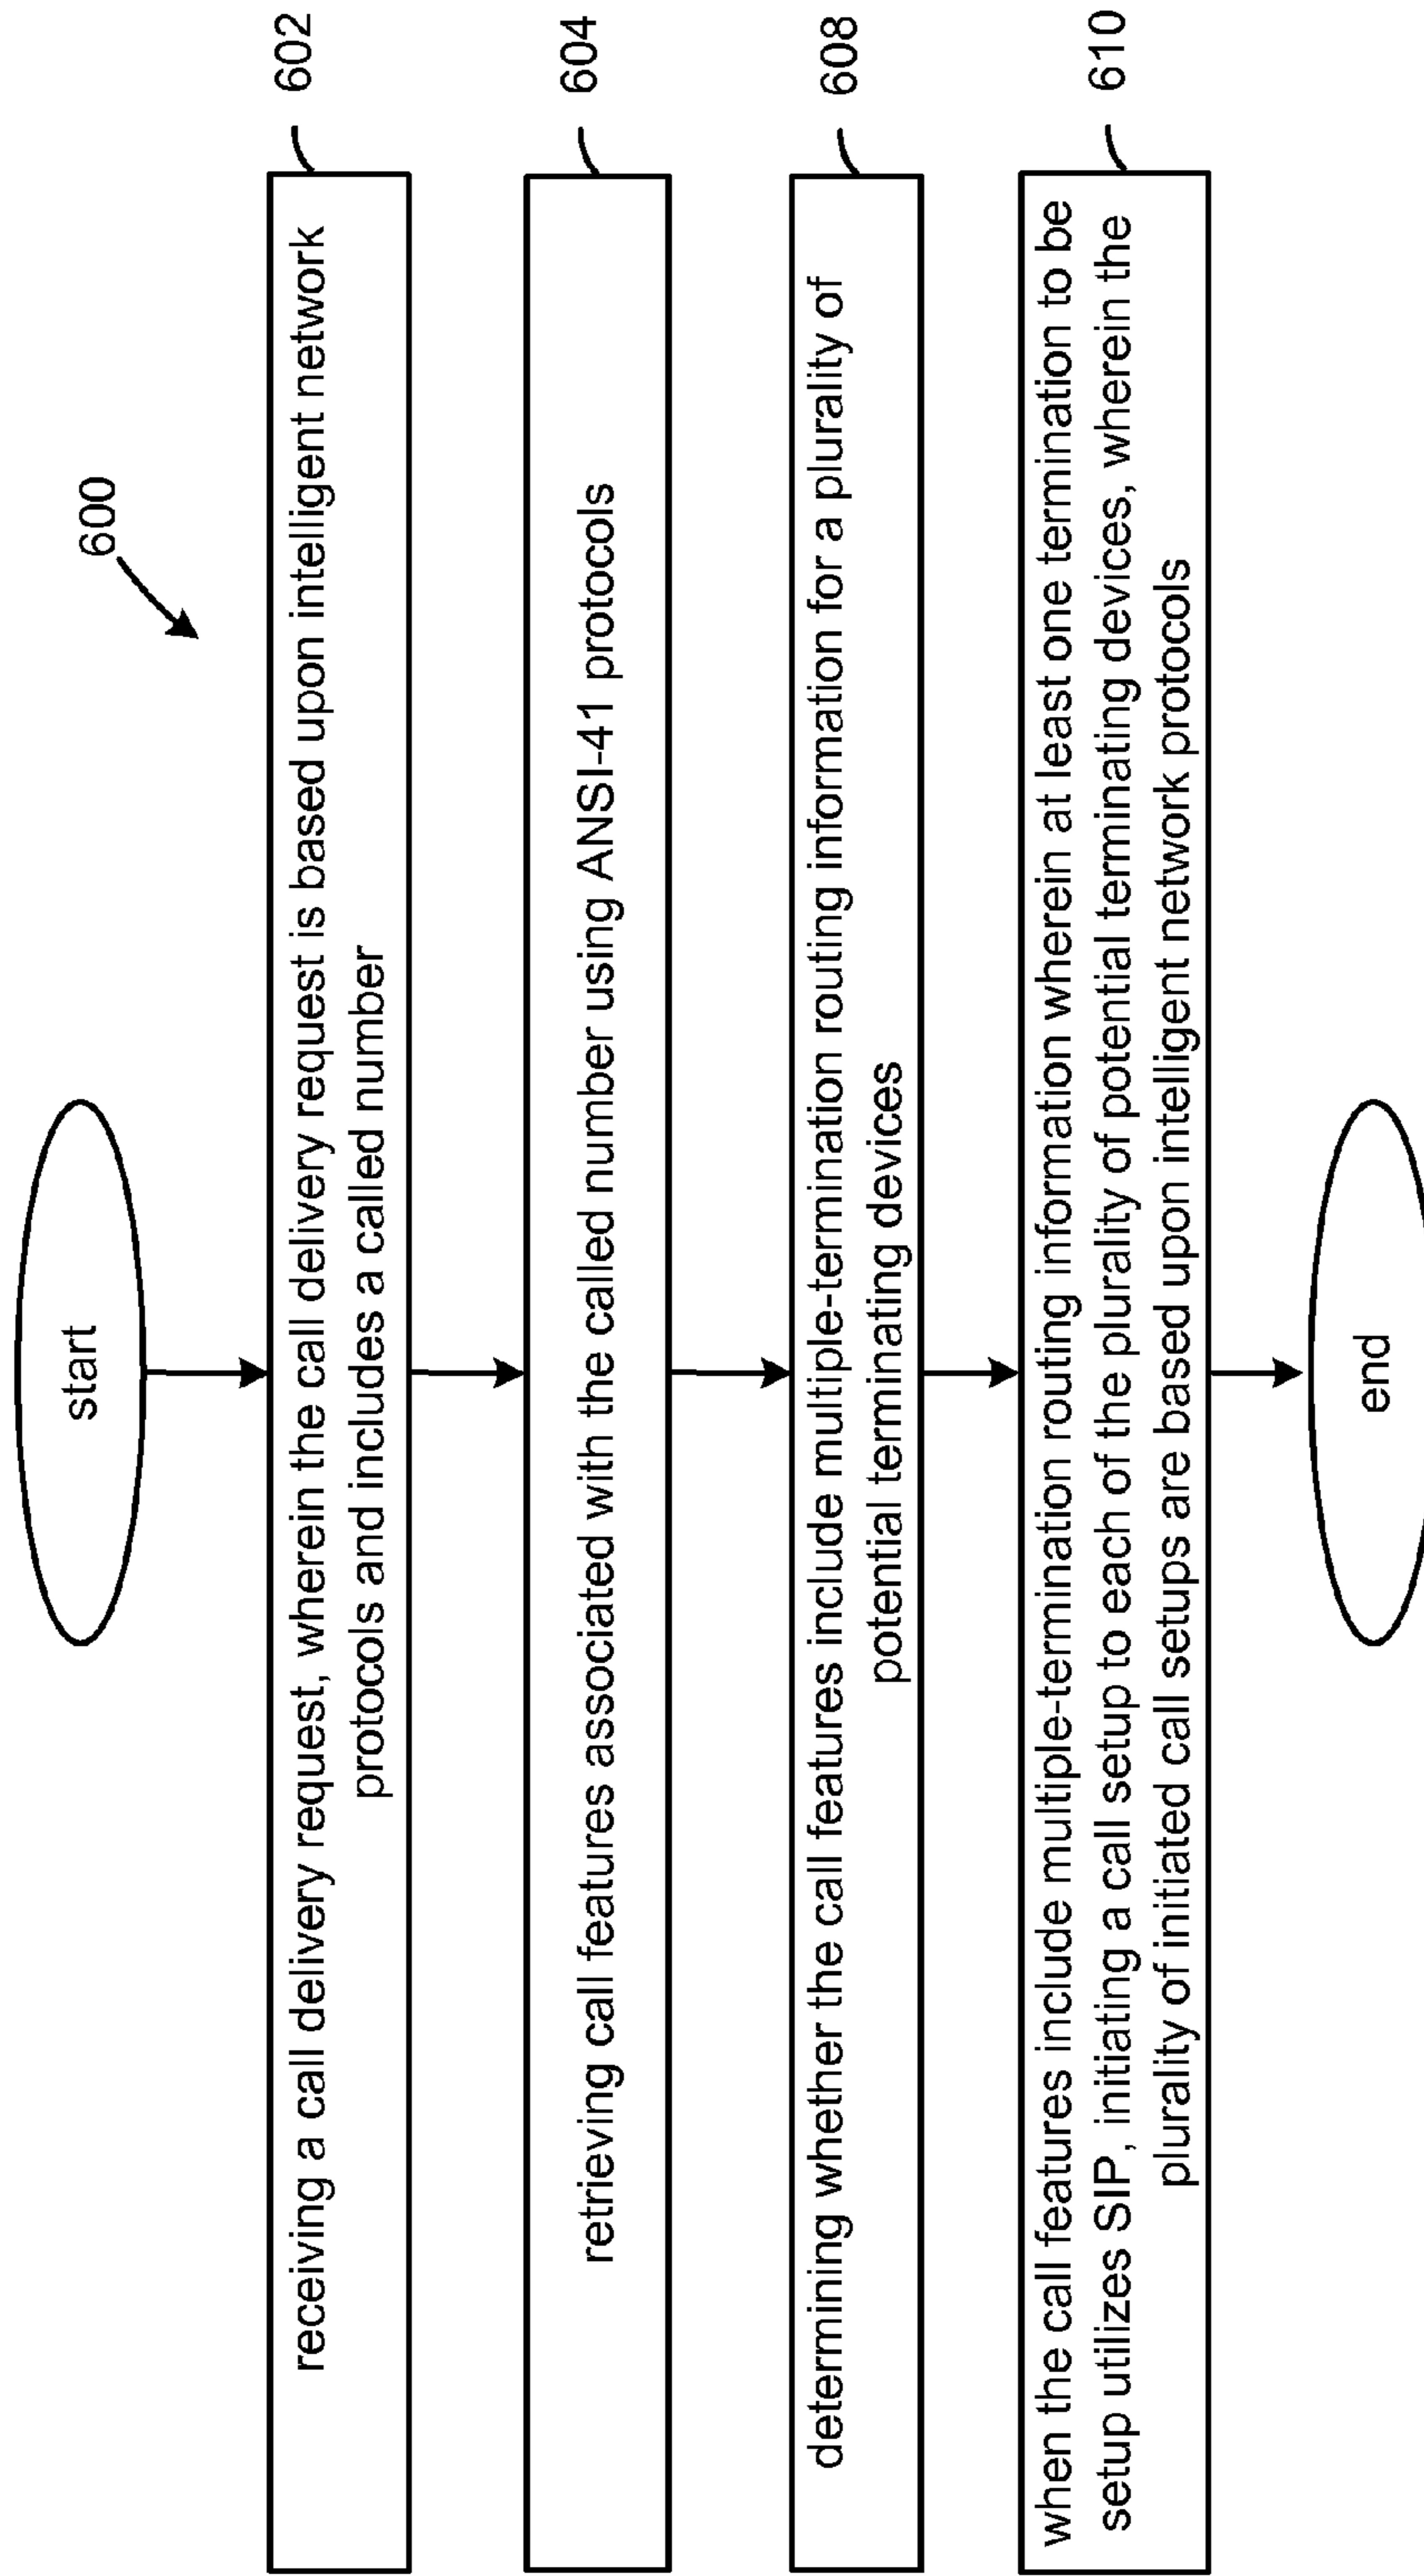 600
start
602
receiving a call delivery request, wherein the call delivery request is based upon intelligent network
protocols and includes a called number
604
retrieving call features associated with the called number using ANSI-41 protocols
608
determining whether the call features include multiple-termination routing information for a plurality of
potential terminating devices
610
when the call features include multiple-termination routing information wherein at least one termination to be
setup utilizes SIP, initiating a call setup to each of the plurality of potential terminating devices, wherein the
plurality of initiated call setups are based upon intelligent network protocols
end